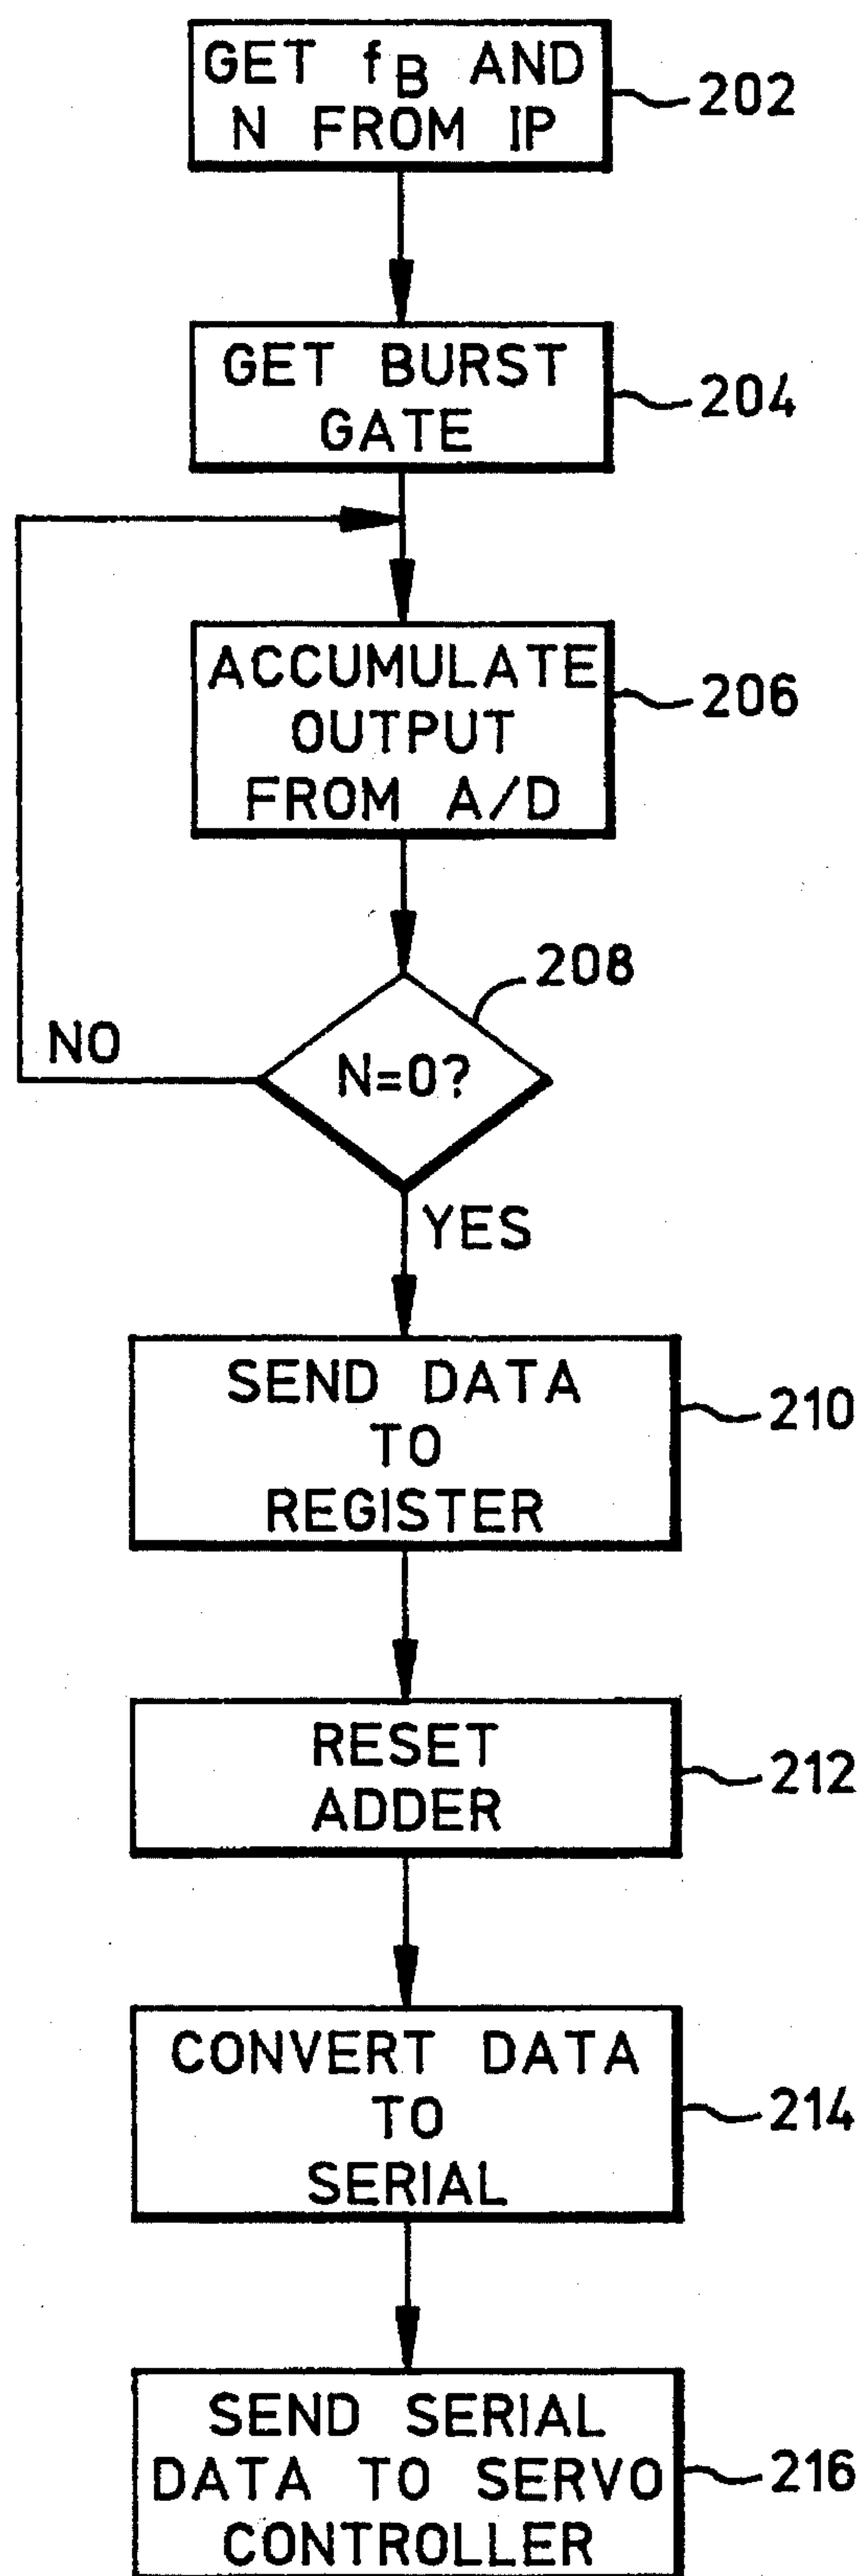 GET fB AND
N FROM IP
202
GET BURST
GATE
204
ACCUMULATE
OUTPUT
FROM A/D
206
208
N=0?
NO
YES
SEND DATA
TO
REGISTER
210
RESET
ADDER
212
CONVERT DATA
TO
SERIAL
214
SEND SERIAL
DATA TO SERVO
CONTROLLER
216